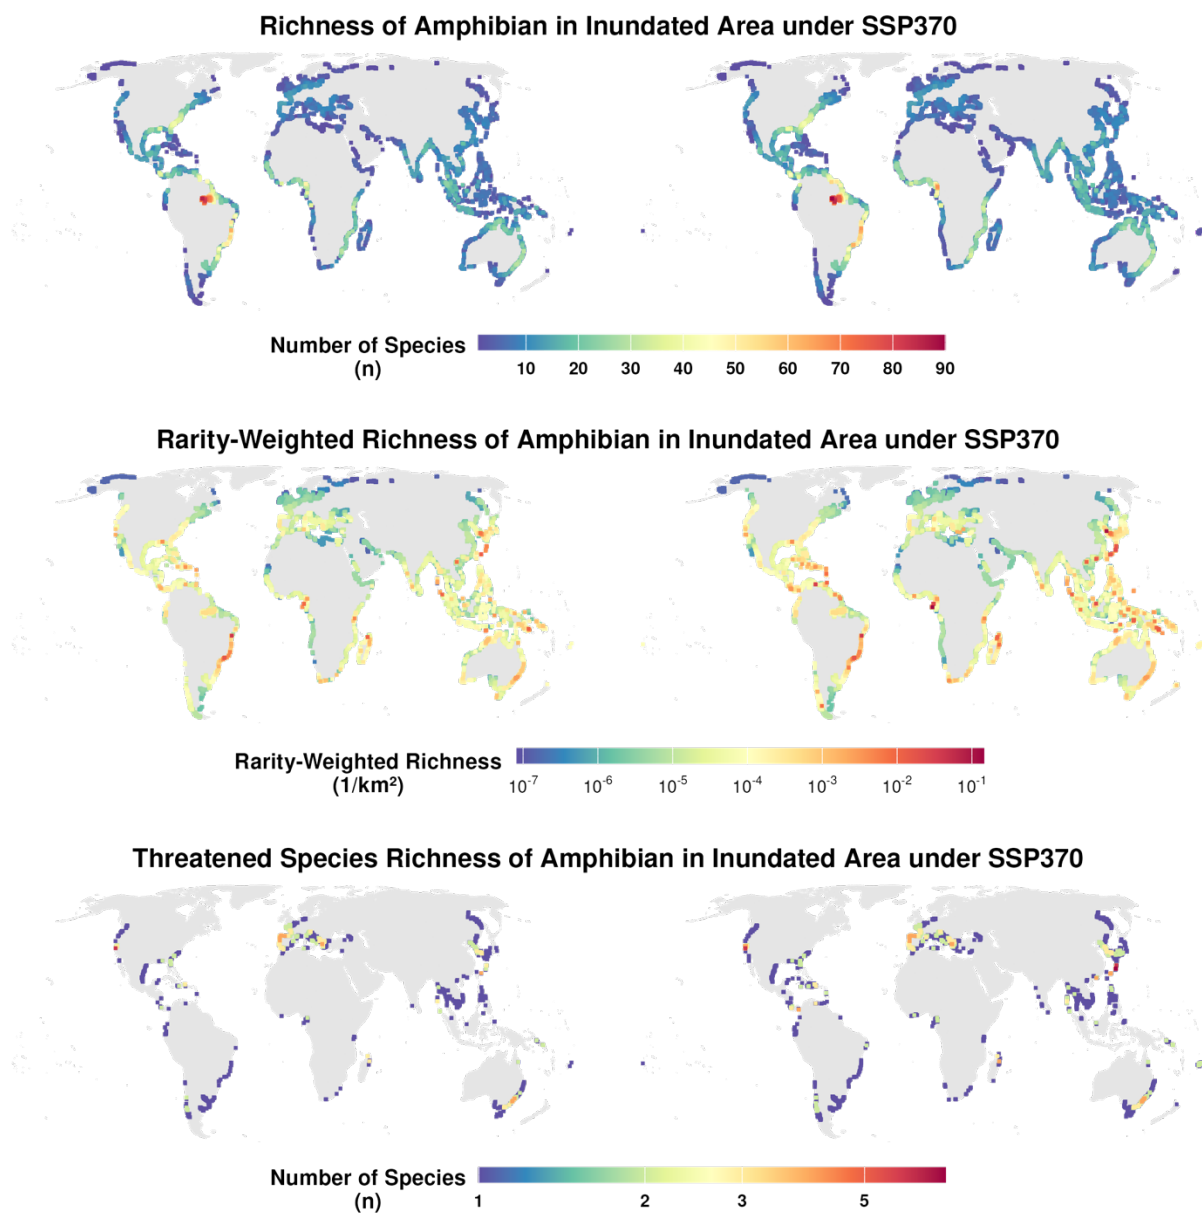 Richness of Amphibian in Inundated Area under SSP370
Number of Species
(n)
10 20 30 40 50 60 70 80 90
Rarity-Weighted Richness of Amphibian in Inundated Area under SSP370
Rarity-Weighted Richness
(1/km²)
10⁻⁷ 10⁻⁶ 10⁻⁵ 10⁻⁴ 10⁻³ 10⁻² 10⁻¹
Threatened Species Richness of Amphibian in Inundated Area under SSP370
Number of Species
(n)
1 2 3 5